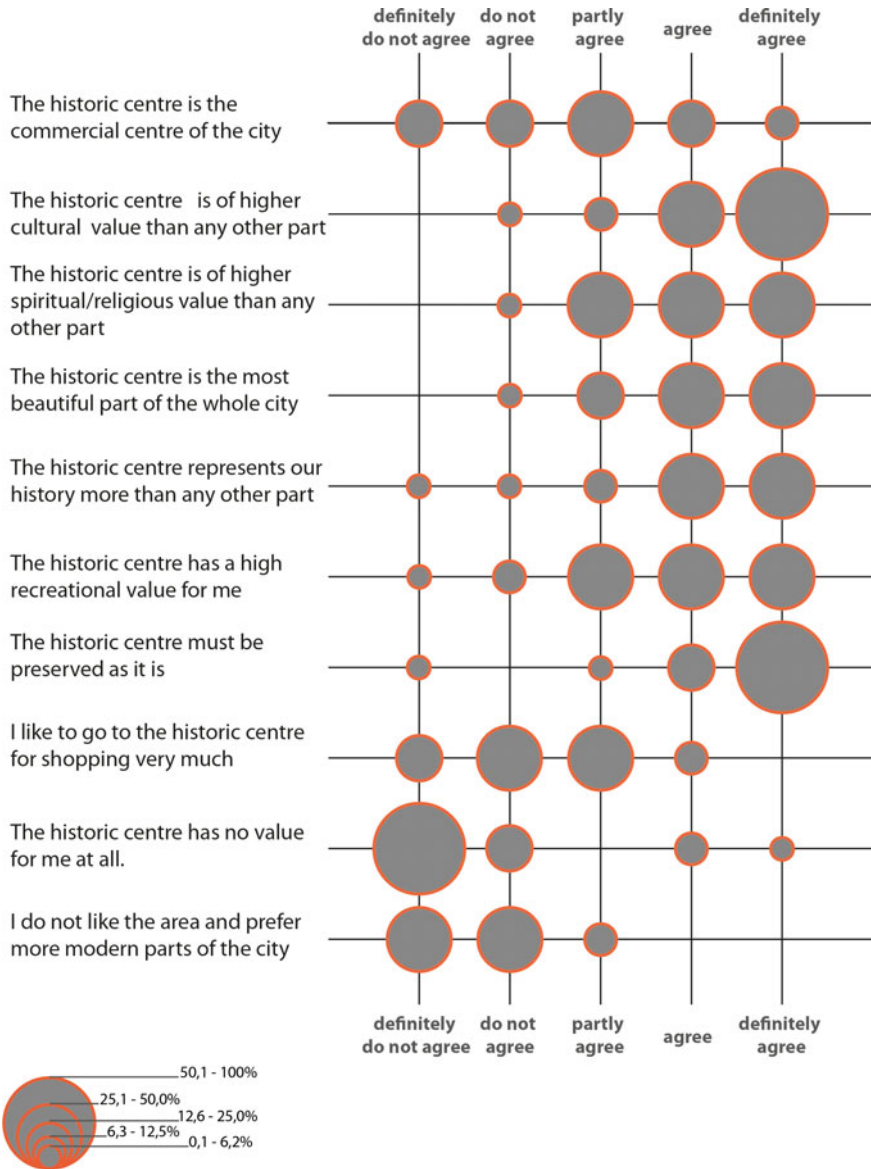 definitely do partly agree definitely
do not agree not agree agree
agree
The historic centre is the
commercial centre of the city
The historic centre is of higher
cultural value than any other part
The historic centre is of higher
spiritual/religious value than any
other part
The historic centre is the most
beautiful part of the whole city
The historic centre represents our
history more than any other part
The historic centre has a high
recreational value for me
The historic centre must be
preserved as it is
I like to go to the historic centre
for shopping very much
The historic centre has no value
for me at all.
I do not like the area and prefer
more modern parts of the city
definitely do not partly definitely
do not agree agree agree agree agree
50,1 - 100%
25,1 - 50,0%
12,6 - 25,0%
6,3 - 12,5%
0,1 - 6,2%